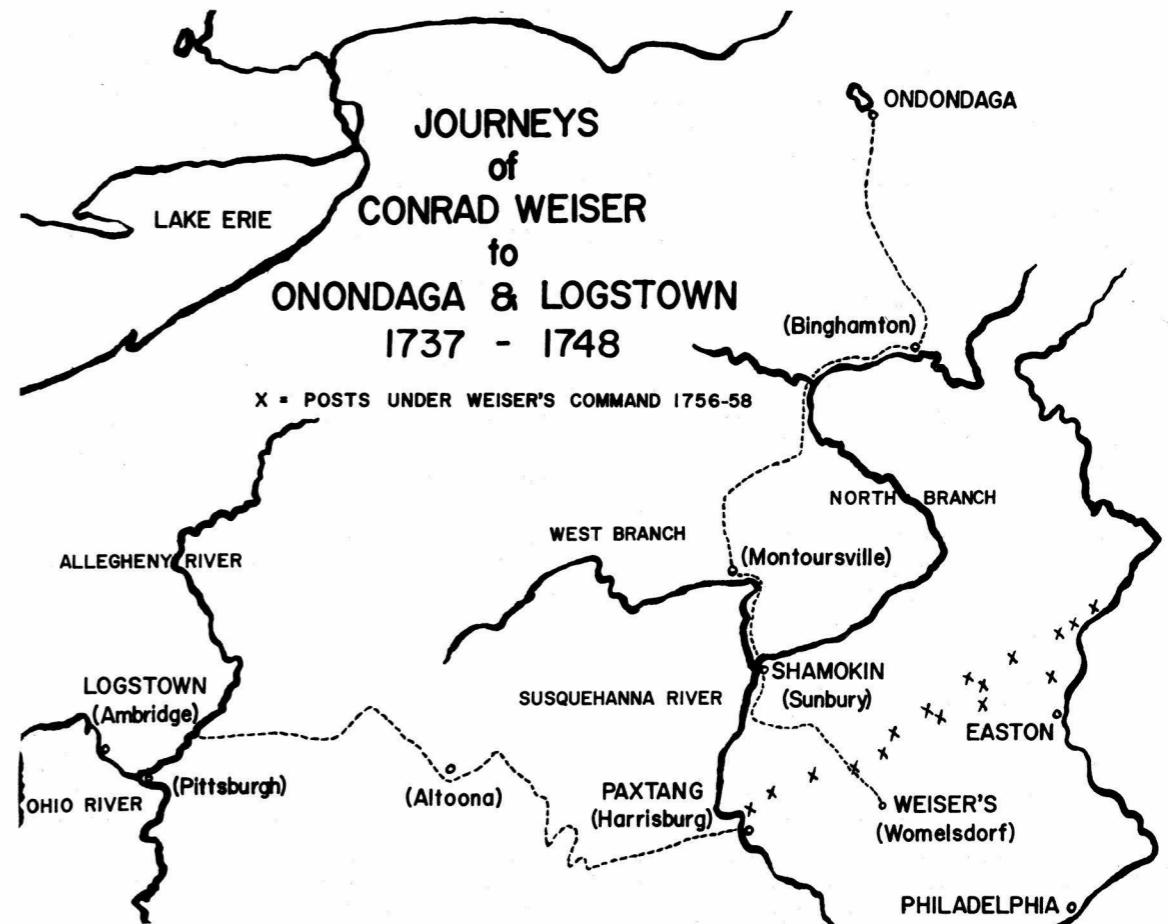 ONDONDAGA
JOURNEYS
of
CONRAD WEISER
to
ONONDAGA & LOGSTOWN
1737 - 1748
X = POSTS UNDER WEISER'S COMMAND 1756-58
LAKE ERIE
(Binghamton)
NORTH BRANCH
WEST BRANCH
(Montoursville)
ALLEGHENY RIVER
SHAMOKIN
(Sunbury)
SUSQUEHANNA RIVER
LOGSTOWN
(Ambridge)
EASTON
(Pittsburgh)
OHIO RIVER
(Altoona)
PAXTANG
(Harrisburg)
WEISER'S
(Womelsdorf)
PHILADELPHIA
X X X X X X X X X X X X X X X X X